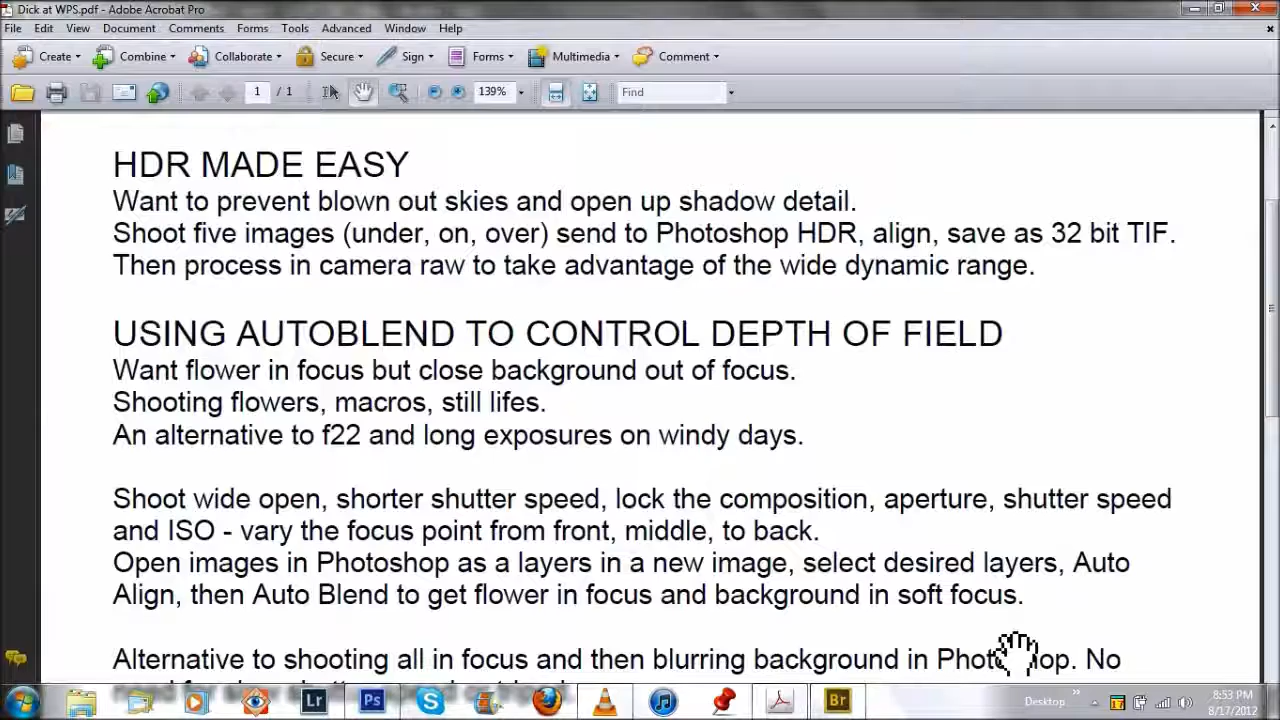 Dick at WPS.pdf - Adobe Acrobat Pro
File Edit View Document Comments Forms Tools Advanced Window Help
Create Combine Collaborate Secure Sign Forms Multimedia Comment
1 / 1 139% Find
HDR MADE EASY
Want to prevent blown out skies and open up shadow detail.
Shoot five images (under, on, over) send to Photoshop HDR, align, save as 32 bit TIF.
Then process in camera raw to take advantage of the wide dynamic range.
USING AUTOBLEND TO CONTROL DEPTH OF FIELD
Want flower in focus but close background out of focus.
Shooting flowers, macros, still lifes.
An alternative to f22 and long exposures on windy days.
Shoot wide open, shorter shutter speed, lock the composition, aperture, shutter speed
and ISO - vary the focus point from front, middle, to back.
Open images in Photoshop as a layers in a new image, select desired layers, Auto
Align, then Auto Blend to get flower in focus and background in soft focus.
Alternative to shooting all in focus and then blurring background in Photoshop. No
Lr Ps Br Desktop 8:53 PM
8/17/2012